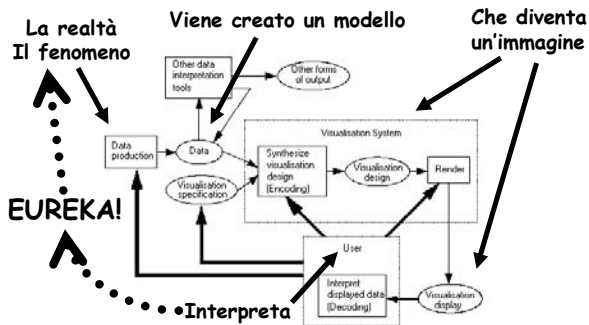 La realtà
Il fenomeno
Viene creato un modello
Che diventa
un'immagine
Other data
interpretation
tools
Other forms
of output
Visualisation System
Data
production
Data
Synthesize
visualisation
design
(Encoding)
Visualisation
design
Render
Visualisation
specification
EUREKA!
User
Interpreta
Interpret
displayed data
(Decoding)
Visualisation
display